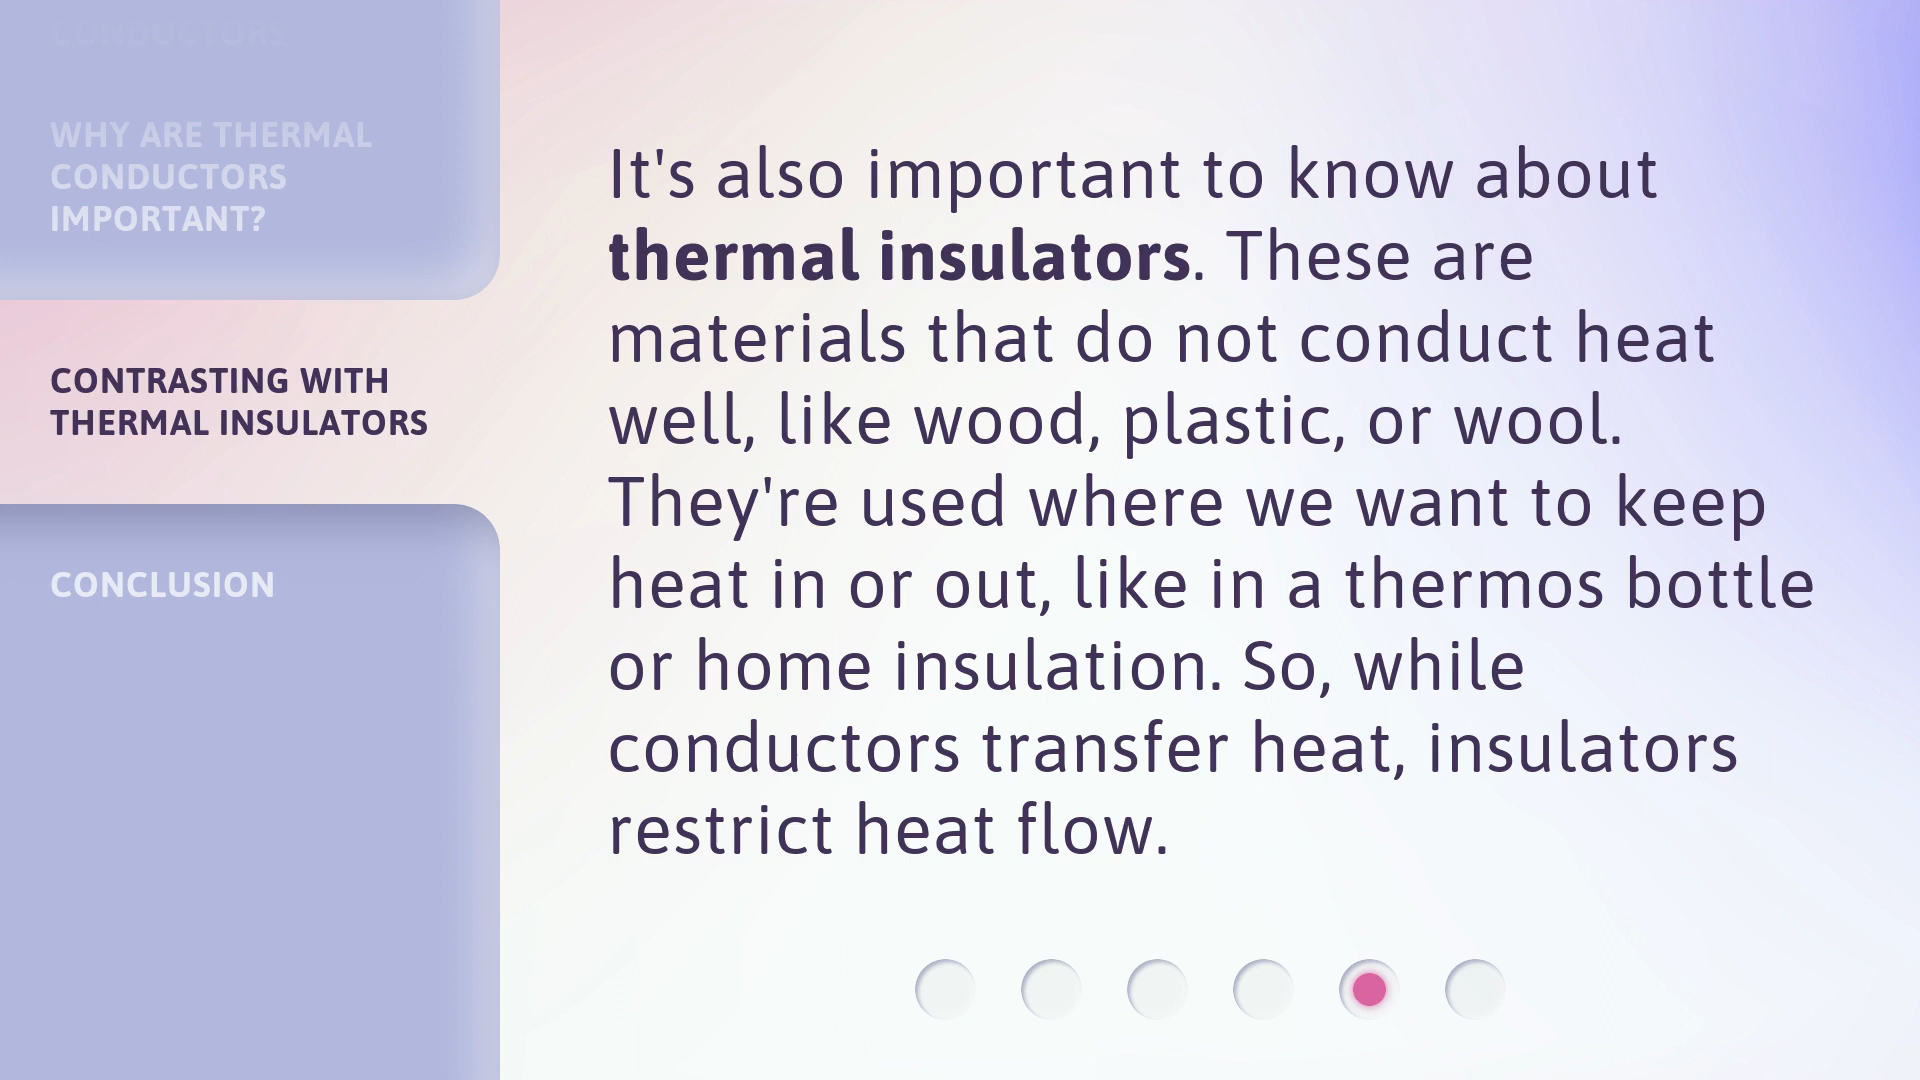 CONDUCTORS
WHY ARE THERMAL
CONDUCTORS
IMPORTANT?
CONTRASTING WITH
THERMAL INSULATORS
CONCLUSION
It's also important to know about
thermal insulators. These are
materials that do not conduct heat
well, like wood, plastic, or wool.
They're used where we want to keep
heat in or out, like in a thermos bottle
or home insulation. So, while
conductors transfer heat, insulators
restrict heat flow.